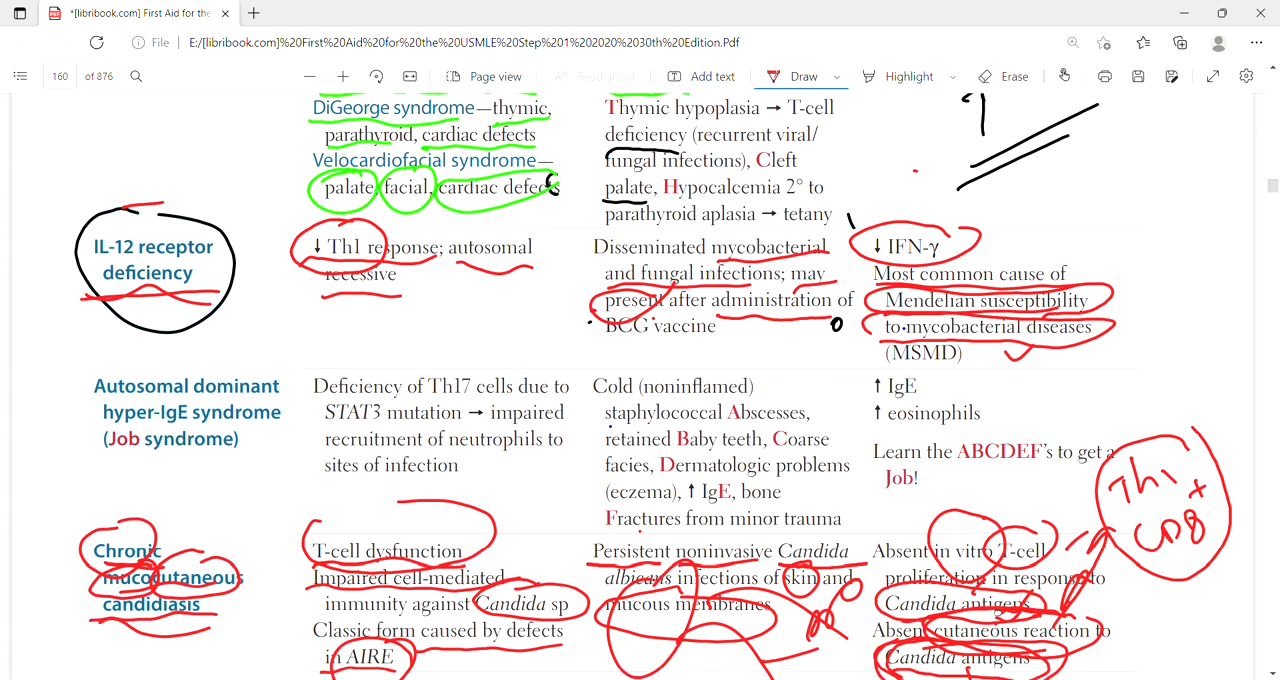 *[libribook.com] First Aid for the
File
E:/[libribook.com]%20First%20Aid%20for%20the%20USMLE%20Step%201%202020%2030th%20Edition.Pdf
160 of 876
Page view
Read aloud
Add text
Draw
Highlight
Erase
DiGeorge syndrome—thymic,
parathyroid, cardiac defects
Velocardiofacial syndrome—
palate, facial, cardiac defects
Thymic hypoplasia → T-cell
deficiency (recurrent viral/
fungal infections), Cleft
palate, Hypocalcemia 2° to
parathyroid aplasia → tetany
IL-12 receptor
deficiency
↓ Th1 response; autosomal
recessive
Disseminated mycobacterial
and fungal infections; may
present after administration of
BCG vaccine
↓ IFN-γ
Most common cause of
Mendelian susceptibility
to mycobacterial diseases
(MSMD)
Autosomal dominant
hyper-IgE syndrome
(Job syndrome)
Deficiency of Th17 cells due to
STAT3 mutation → impaired
recruitment of neutrophils to
sites of infection
Cold (noninflamed)
staphylococcal Abscesses,
retained Baby teeth, Coarse
facies, Dermatologic problems
(eczema), ↑ IgE, bone
Fractures from minor trauma
↑ IgE
↑ eosinophils
Learn the ABCDEF's to get a
Job!
Th1
+
CD8
Chronic
mucocutaneous
candidiasis
T-cell dysfunction
Impaired cell-mediated
immunity against Candida sp
Classic form caused by defects
in AIRE
Persistent noninvasive Candida
albicans infections of skin and
mucous membranes
Absent in vitro T-cell
proliferation in response to
Candida antigens
Absent cutaneous reaction to
Candida antigens